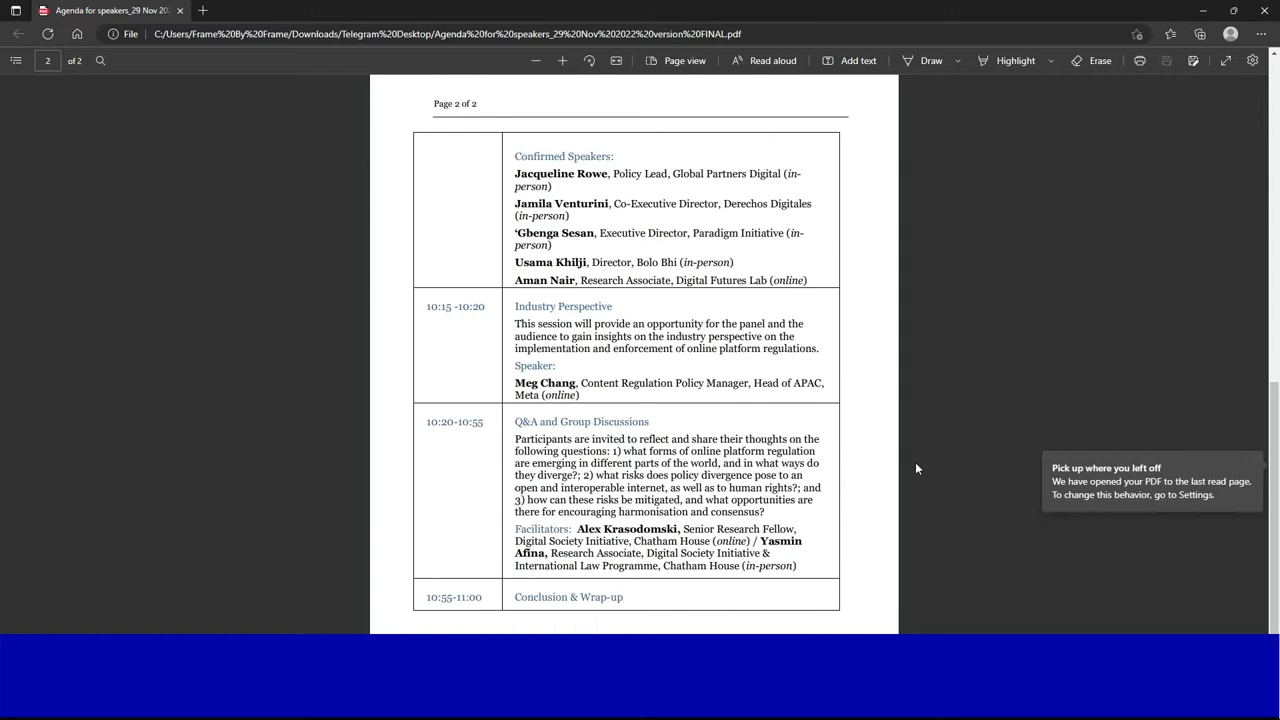 Agenda for speakers_29 Nov 202
File
C:/Users/Frame%20By%20Frame/Downloads/Telegram%20Desktop/Agenda%20for%20speakers_29%20Nov%202022%20version%20FINAL.pdf
2 of 2
Page view
Read aloud
Add text
Draw
Highlight
Erase
Page 2 of 2
Confirmed Speakers:
Jacqueline Rowe, Policy Lead, Global Partners Digital (in-
person)
Jamila Venturini, Co-Executive Director, Derechos Digitales
(in-person)
‘Gbenga Sesan, Executive Director, Paradigm Initiative (in-
person)
Usama Khilji, Director, Bolo Bhi (in-person)
Aman Nair, Research Associate, Digital Futures Lab (online)
10:15 -10:20
Industry Perspective
This session will provide an opportunity for the panel and the
audience to gain insights on the industry perspective on the
implementation and enforcement of online platform regulations.
Speaker:
Meg Chang, Content Regulation Policy Manager, Head of APAC,
Meta (online)
10:20-10:55
Q&A and Group Discussions
Participants are invited to reflect and share their thoughts on the
following questions: 1) what forms of online platform regulation
are emerging in different parts of the world, and in what ways do
they diverge?; 2) what risks does policy divergence pose to an
open and interoperable internet, as well as to human rights?; and
3) how can these risks be mitigated, and what opportunities are
there for encouraging harmonisation and consensus?
Facilitators: Alex Krasodomski, Senior Research Fellow,
Digital Society Initiative, Chatham House (online) / Yasmin
Afina, Research Associate, Digital Society Initiative &
International Law Programme, Chatham House (in-person)
10:55-11:00
Conclusion & Wrap-up
Pick up where you left off
We have opened your PDF to the last read page.
To change this behavior, go to Settings.